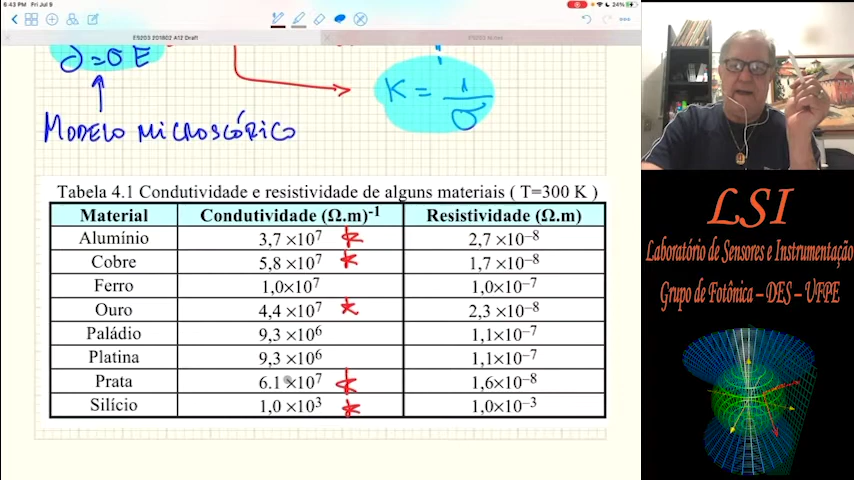 6:43 PM Fri Jul 9
24%
ES203 2018O2 A12 Draft
J = σ E
K = 1/σ
MODELO MICROSCÓPICO
Tabela 4.1 Condutividade e resistividade de alguns materiais ( T=300 K )
Material Condutividade (Ω.m)⁻¹ Resistividade (Ω.m)
Alumínio 3,7 ×10⁷ 2,7 ×10⁻⁸
Cobre 5,8 ×10⁷ 1,7 ×10⁻⁸
Ferro 1,0×10⁷ 1,0×10⁻⁷
Ouro 4,4 ×10⁷ 2,3 ×10⁻⁸
Paládio 9,3 ×10⁶ 1,1×10⁻⁷
Platina 9,3 ×10⁶ 1,1×10⁻⁷
Prata 6.1 ×10⁷ 1,6×10⁻⁸
Silício 1,0 ×10³ 1,0×10⁻³
LSI
Laboratório de Sensores e Instrumentação
Grupo de Fotônica - DES - UFPE